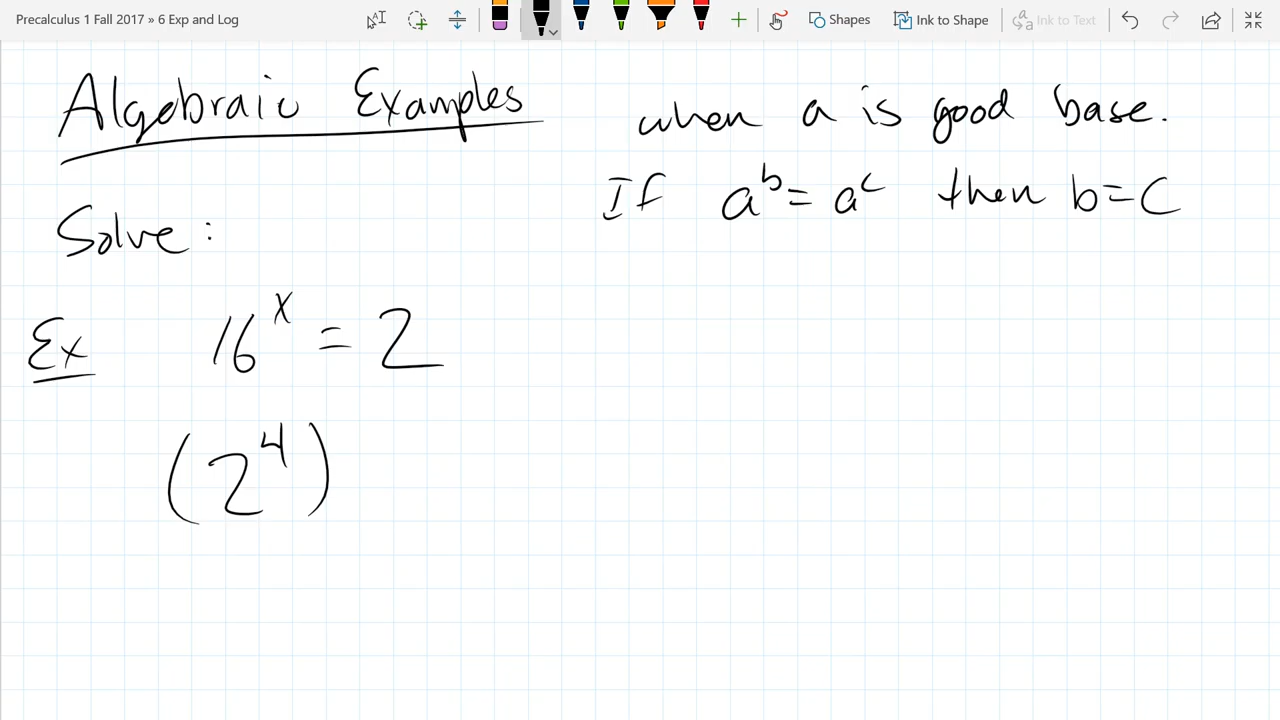 Precalculus 1 Fall 2017 » 6 Exp and Log
Shapes
Ink to Shape
Ink to Text
Algebraic Examples
when a is good base.
If a^b = a^c then b = c
Solve:
Ex 16^x = 2
(2^4)